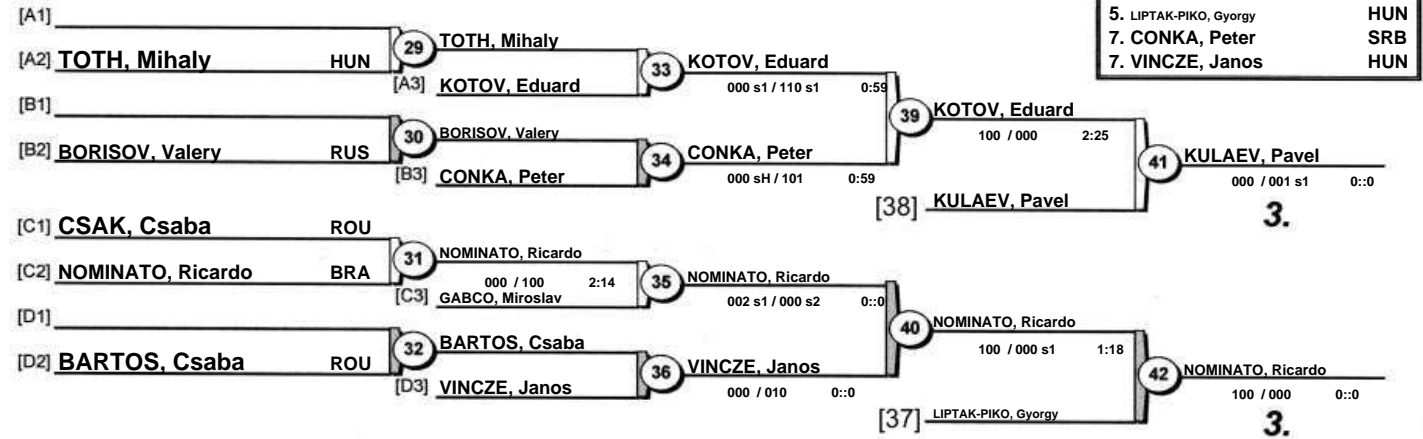 5. LIPTAK-PIKO, Gyorgy HUN
7. CONKA, Peter SRB
7. VINCZE, Janos HUN
[A1]
[A2] TOTH, Mihaly HUN
29
TOTH, Mihaly
[A3] KOTOV, Eduard
33
KOTOV, Eduard
000 s1 / 110 s1 0:59
[B1]
[B2] BORISOV, Valery RUS
30
BORISOV, Valery
[B3] CONKA, Peter
34
CONKA, Peter
000 sH / 101 0:59
39
KOTOV, Eduard
100 / 000 2:25
[38] KULAEV, Pavel
41
KULAEV, Pavel
000 / 001 s1 0::0
3.
[C1] CSAK, Csaba ROU
[C2] NOMINATO, Ricardo BRA
31
NOMINATO, Ricardo
000 / 100 2:14
[C3] GABCO, Miroslav
35
NOMINATO, Ricardo
002 s1 / 000 s2 0::0
[D1]
[D2] BARTOS, Csaba ROU
32
BARTOS, Csaba
[D3] VINCZE, Janos
36
VINCZE, Janos
000 / 010 0::0
40
NOMINATO, Ricardo
100 / 000 s1 1:18
[37] LIPTAK-PIKO, Gyorgy
42
NOMINATO, Ricardo
100 / 000 0::0
3.